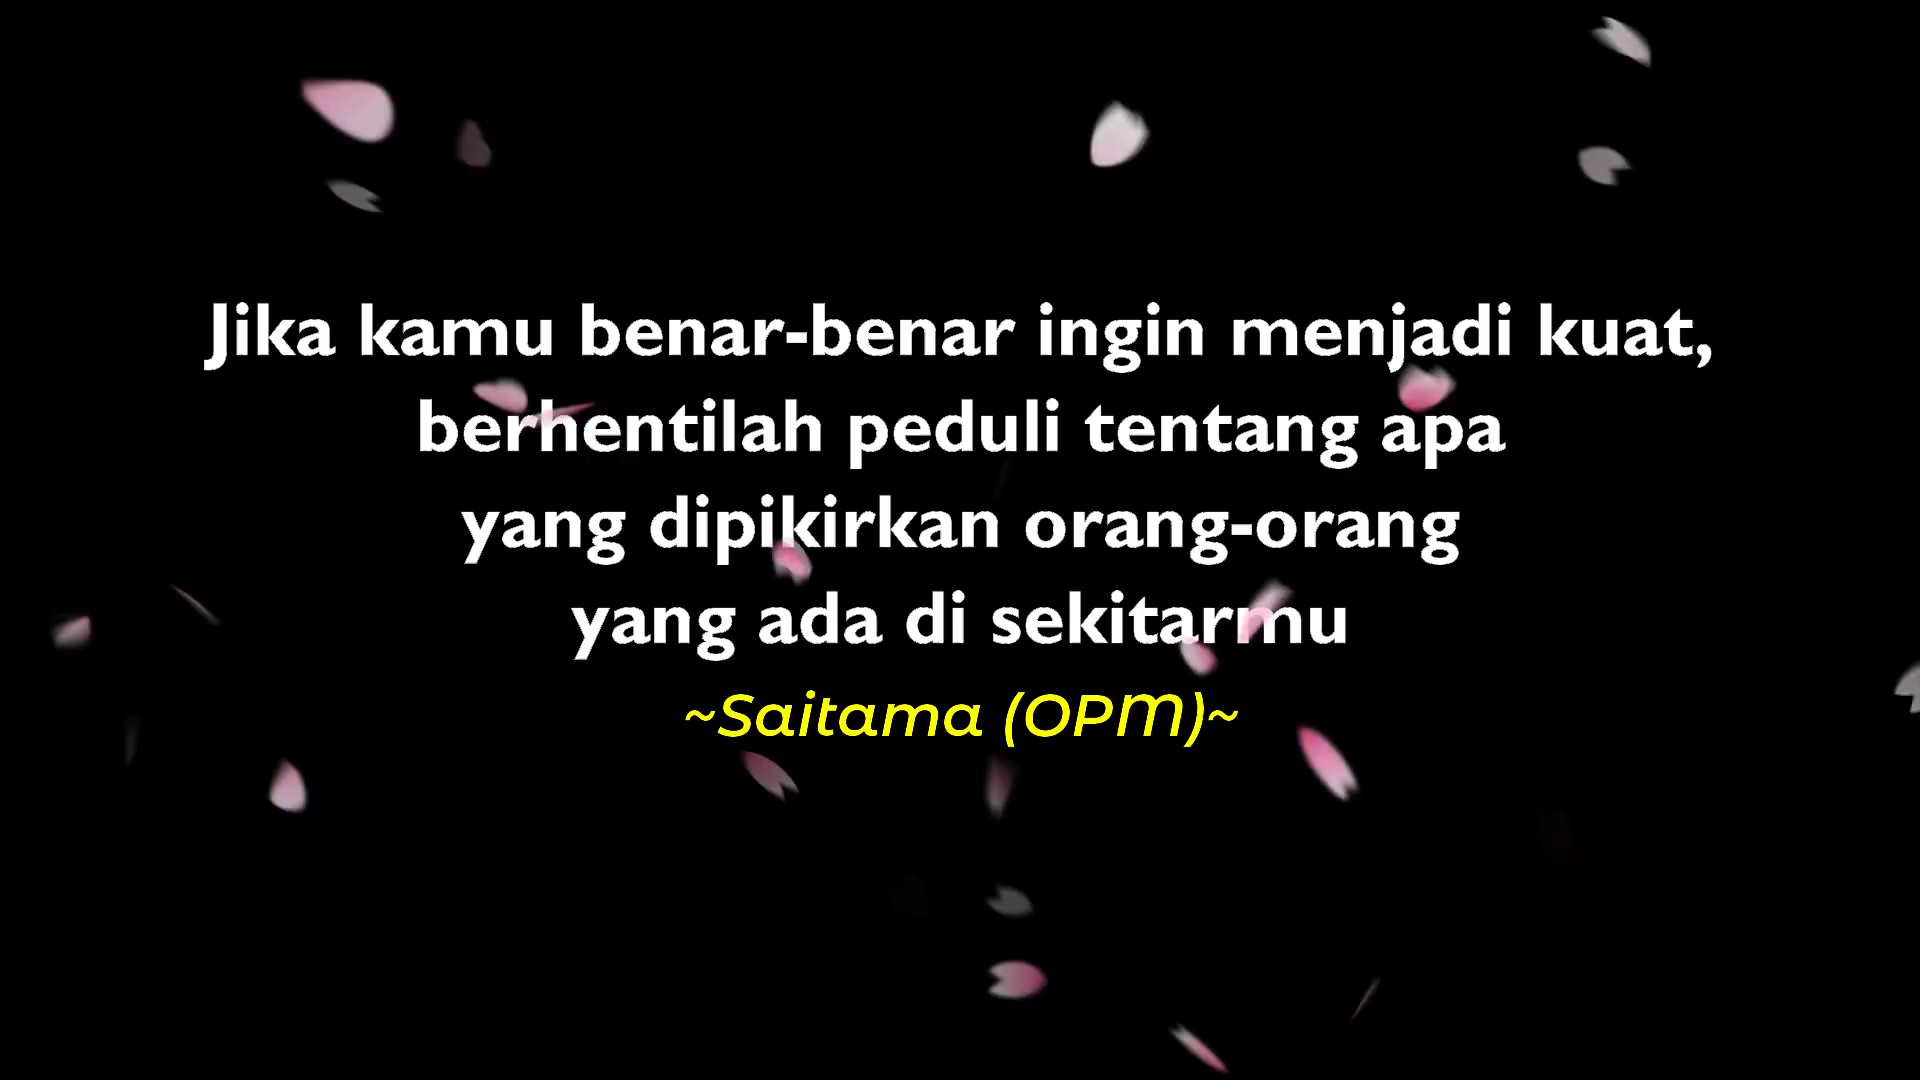 Jika kamu benar-benar ingin menjadi kuat,
berhentilah peduli tentang apa
yang dipikirkan orang-orang
yang ada di sekitarmu
~Saitama (OPM)~